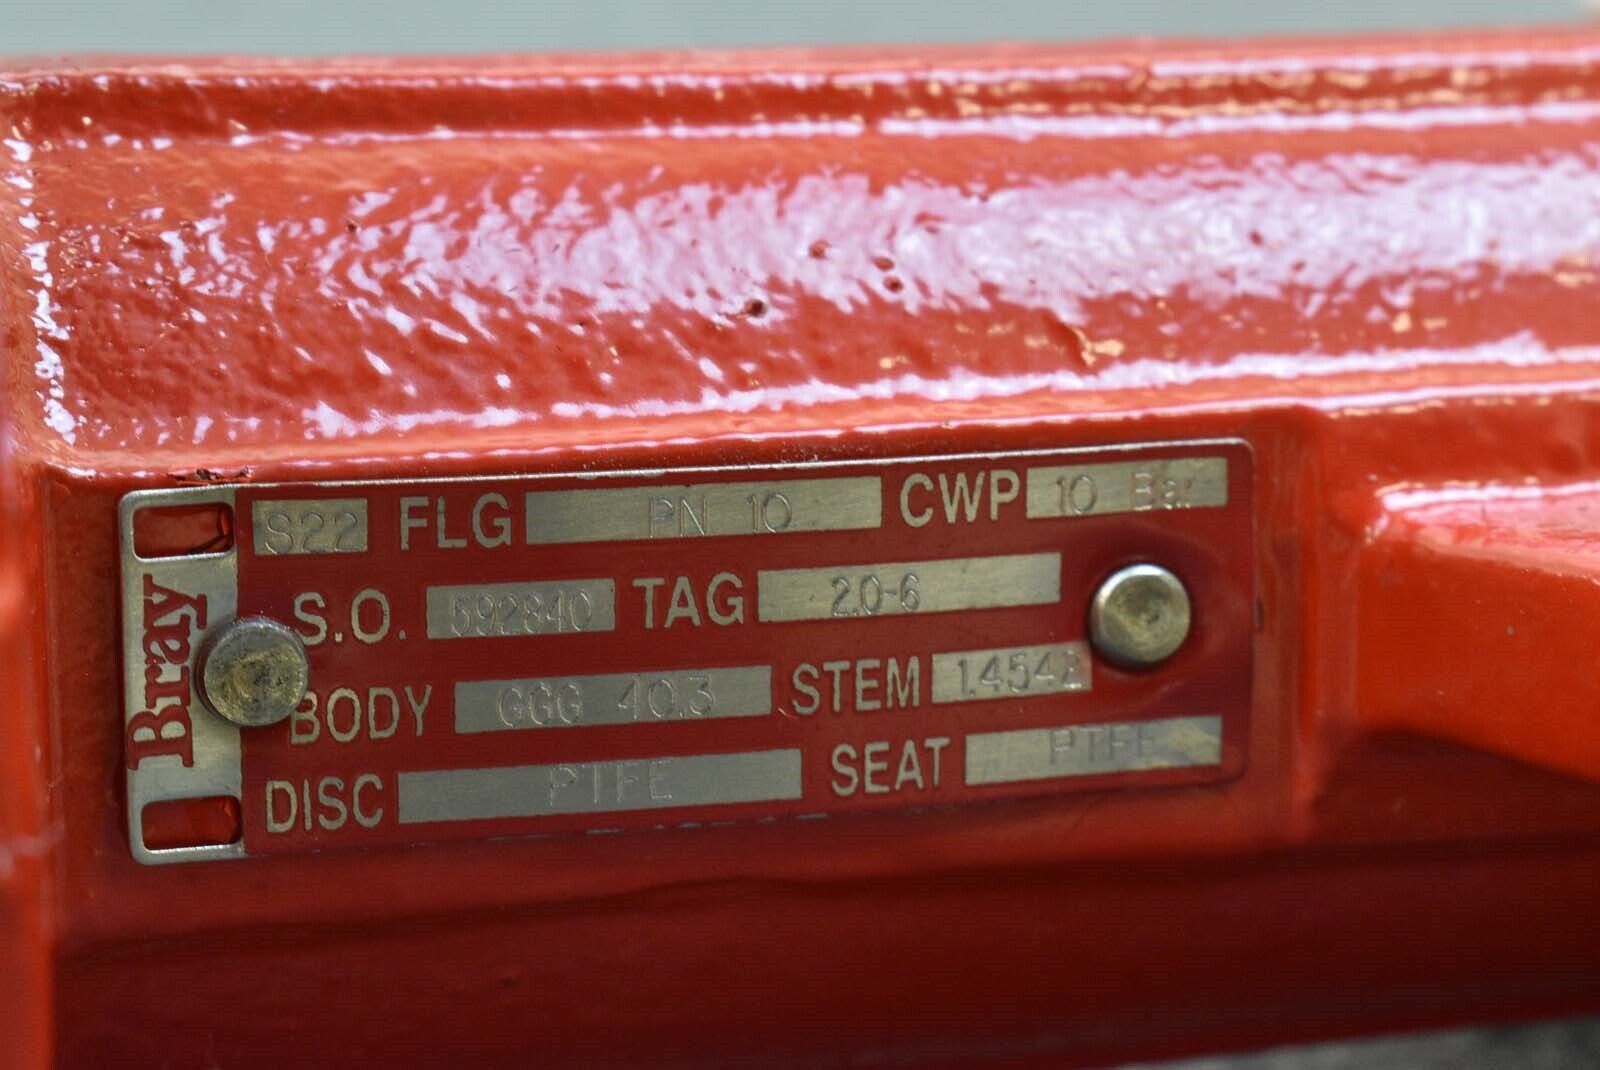 Bray
S22 FLG PN 10 CWP 10 Bar
S.O. 592840 TAG 2.0-6
BODY GGG 40.3 STEM 1.4542
DISC PTFE SEAT PTFE